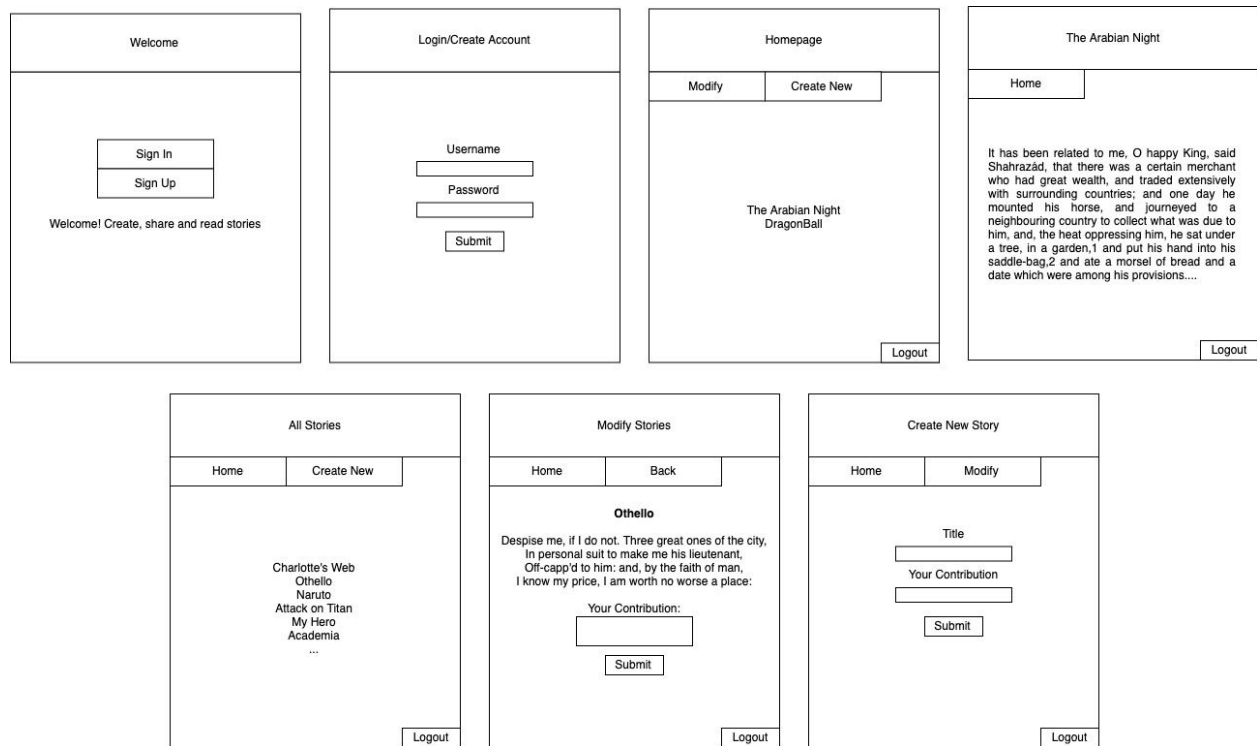 Welcome
Sign In
Sign Up
Welcome! Create, share and read stories
Login/Create Account
Username
Password
Submit
Homepage
Modify
Create New
The Arabian Night
DragonBall
Logout
The Arabian Night
Home
It has been related to me, O happy King, said
Shahrazád, that there was a certain merchant
who had great wealth, and traded extensively
with surrounding countries; and one day he
mounted his horse, and journeyed to a
neighbouring country to collect what was due to
him, and, the heat oppressing him, he sat under
a tree, in a garden,1 and put his hand into his
saddle-bag,2 and ate a morsel of bread and a
date which were among his provisions....
Logout
All Stories
Home
Create New
Charlotte's Web
Othello
Naruto
Attack on Titan
My Hero
Academia
...
Logout
Modify Stories
Home
Back
Othello
Despise me, if I do not. Three great ones of the city,
In personal suit to make me his lieutenant,
Off-capp'd to him: and, by the faith of man,
I know my price, I am worth no worse a place:
Your Contribution:
Submit
Logout
Create New Story
Home
Modify
Title
Your Contribution
Submit
Logout